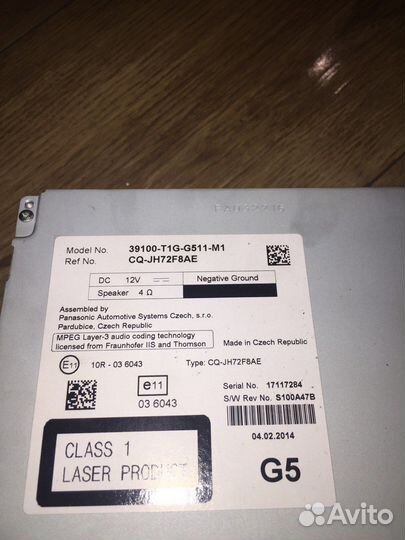 Model No. 39100-T1G-G511-M1
Ref No. CQ-JH72F8AE
DC 12V Negative Ground
Speaker 4 Ω
Assembled by
Panasonic Automotive Systems Czech, s.r.o.
Pardubice, Czech Republic
MPEG Layer-3 audio coding technology
licensed from Fraunhofer IIS and Thomson
Made in Czech Republic
E11 10R - 03 6043 Type: CQ-JH72F8AE
e11
03 6043
Serial No. 17117284
S/W Rev No. S100A47B
04.02.2014
CLASS 1
LASER PRODUCT
G5
Avito